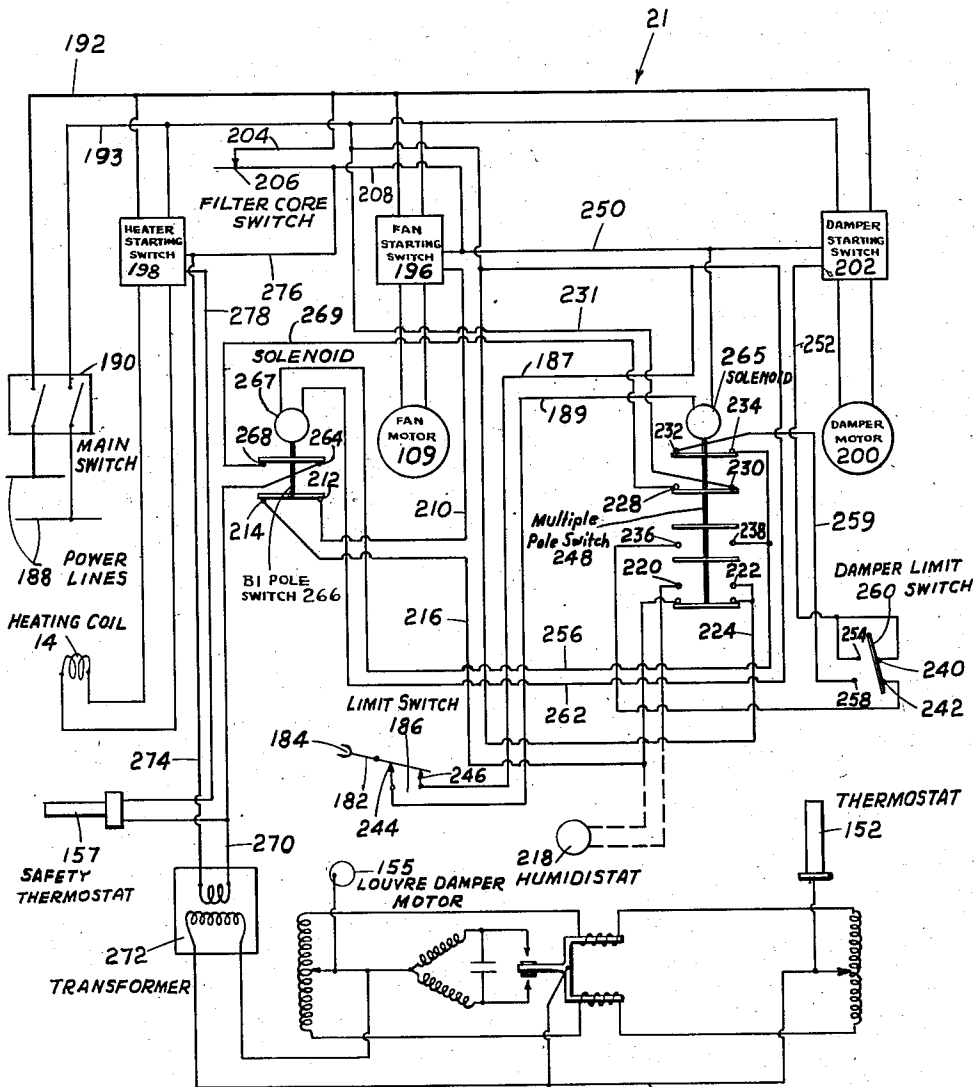 21
192
193
204
206
208
FILTER CORE
SWITCH
HEATER
STARTING
SWITCH
198
FAN
STARTING
SWITCH
196
250
DAMPER
STARTING
SWITCH
202
276
278
269
231
252
190
SOLENOID
267
187
189
265
SOLENOID
268
264
232
234
MAIN
SWITCH
FAN
MOTOR
109
DAMPER
MOTOR
200
212
214
210
228
230
Multiple
Pole Switch
248
236
238
259
188 POWER
LINES
BI POLE
SWITCH 266
220
222
DAMPER LIMIT
SWITCH
260
HEATING COIL
14
216
256
224
254
240
262
258
242
LIMIT SWITCH
186
184
246
274
182
244
THERMOSTAT
152
157
SAFETY
THERMOSTAT
270
218 HUMIDISTAT
155
LOUVRE DAMPER
MOTOR
272
TRANSFORMER